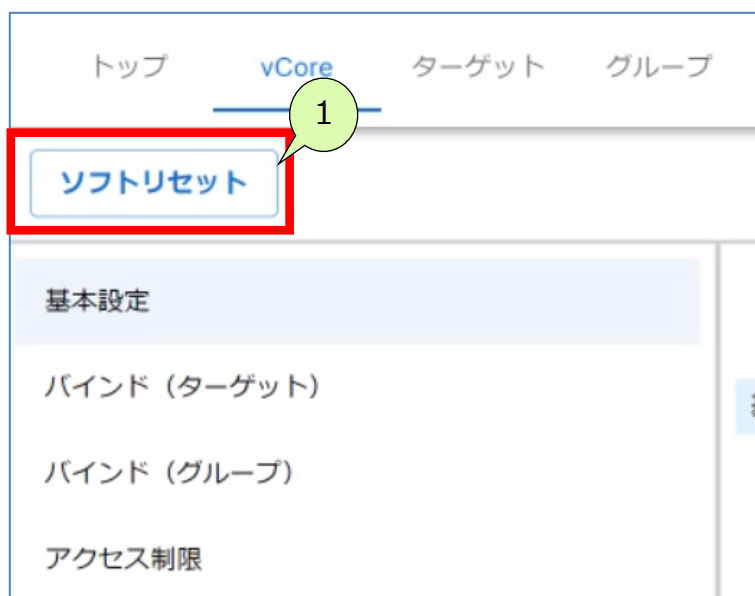 トップ vCore ターゲット グループ
1
ソフトリセット
基本設定
バインド（ターゲット）
バインド（グループ）
アクセス制限